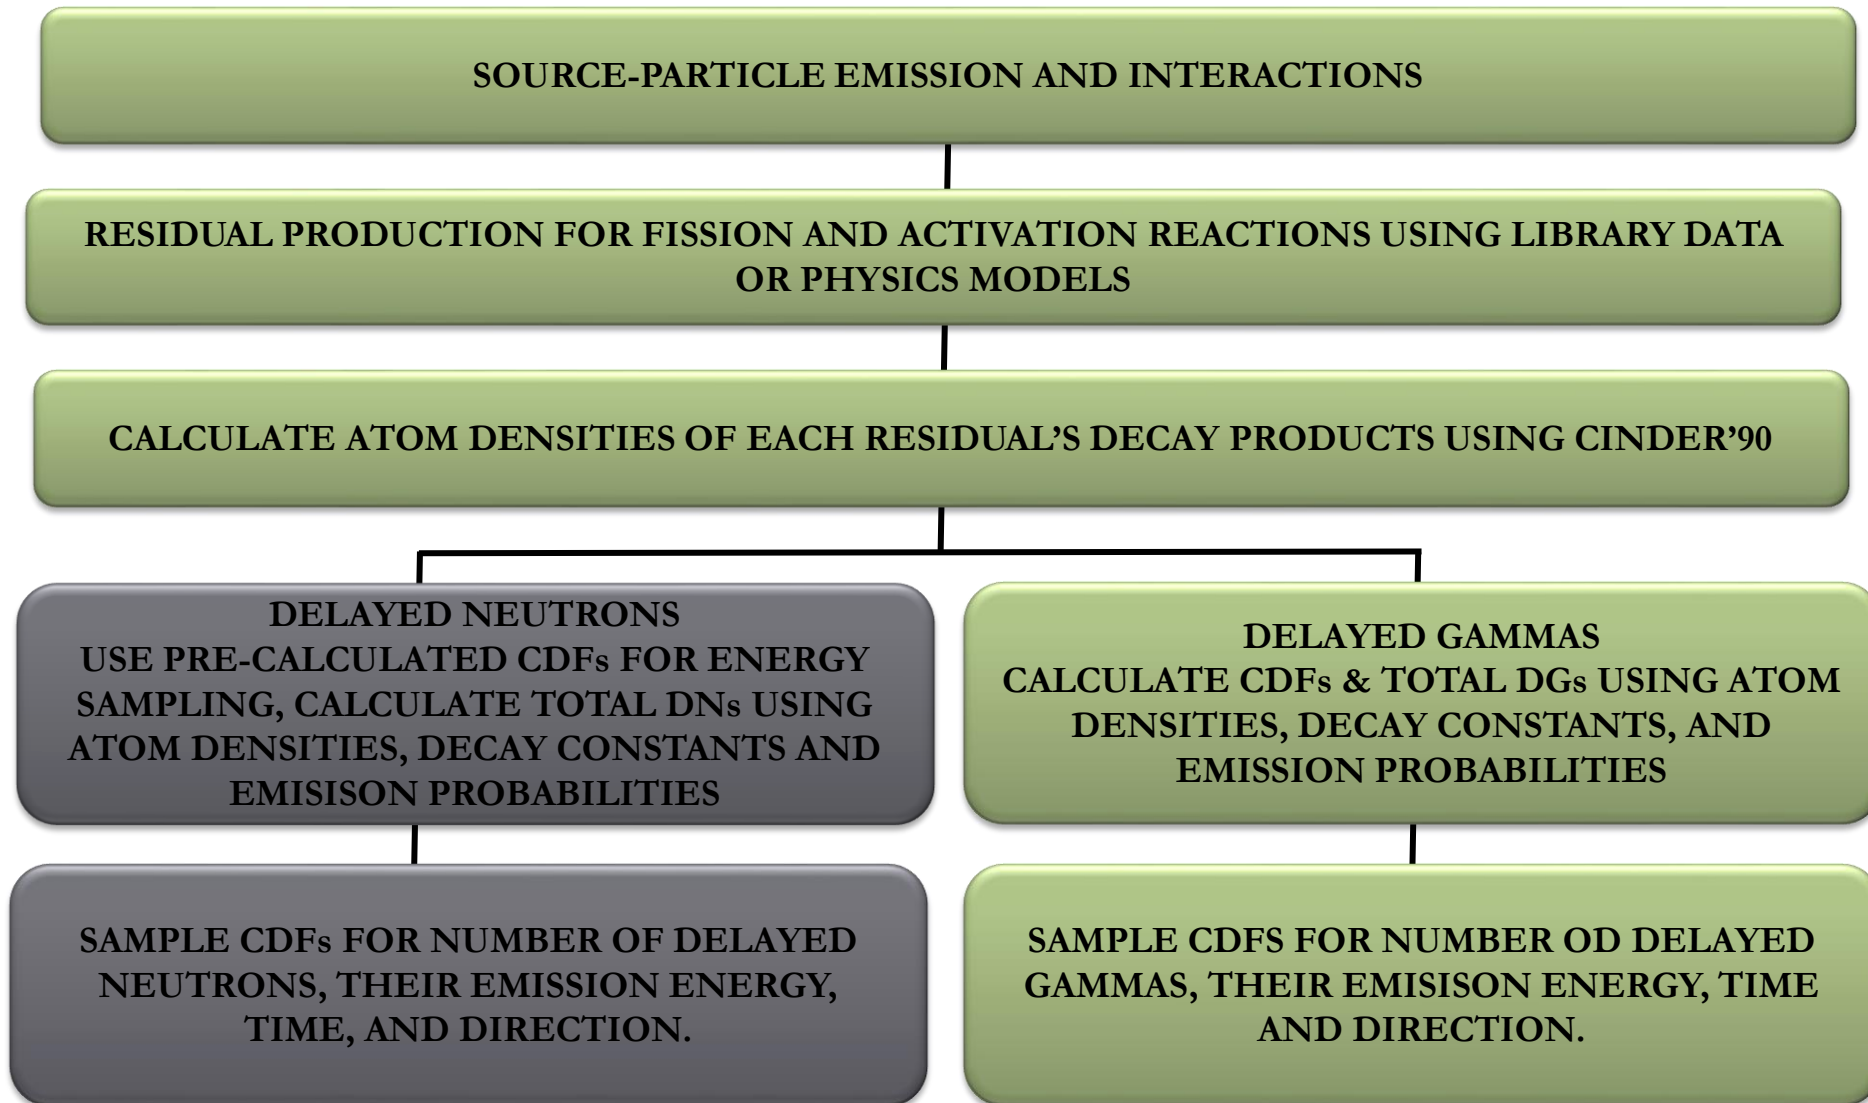 SOURCE-PARTICLE EMISSION AND INTERACTIONS
RESIDUAL PRODUCTION FOR FISSION AND ACTIVATION REACTIONS USING LIBRARY DATA
OR PHYSICS MODELS
CALCULATE ATOM DENSITIES OF EACH RESIDUAL’S DECAY PRODUCTS USING CINDER’90
DELAYED NEUTRONS
USE PRE-CALCULATED CDFs FOR ENERGY
SAMPLING, CALCULATE TOTAL DNs USING
ATOM DENSITIES, DECAY CONSTANTS AND
EMISISON PROBABILITIES
DELAYED GAMMAS
CALCULATE CDFs & TOTAL DGs USING ATOM
DENSITIES, DECAY CONSTANTS, AND
EMISSION PROBABILITIES
SAMPLE CDFs FOR NUMBER OF DELAYED
NEUTRONS, THEIR EMISSION ENERGY,
TIME, AND DIRECTION.
SAMPLE CDFS FOR NUMBER OD DELAYED
GAMMAS, THEIR EMISISON ENERGY, TIME
AND DIRECTION.